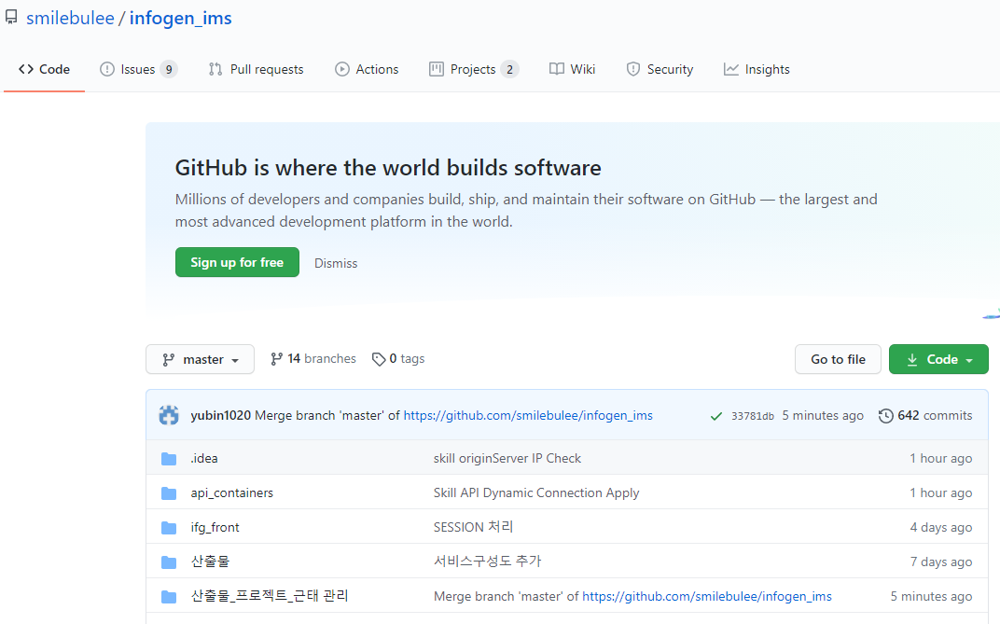 smilebulee / infogen_ims
Code Issues 9 Pull requests Actions Projects 2 Wiki Security Insights
GitHub is where the world builds software
Millions of developers and companies build, ship, and maintain their software on GitHub — the largest and
most advanced development platform in the world.
Sign up for free Dismiss
master 14 branches 0 tags Go to file Code
yubin1020 Merge branch 'master' of https://github.com/smilebulee/infogen_ims 33781db 5 minutes ago 642 commits
.idea skill originServer IP Check 1 hour ago
api_containers Skill API Dynamic Connection Apply 1 hour ago
ifg_front SESSION 처리 4 days ago
산출물 서비스구성도 추가 7 days ago
산출물_프로젝트_근태 관리 Merge branch 'master' of https://github.com/smilebulee/infogen_ims 5 minutes ago